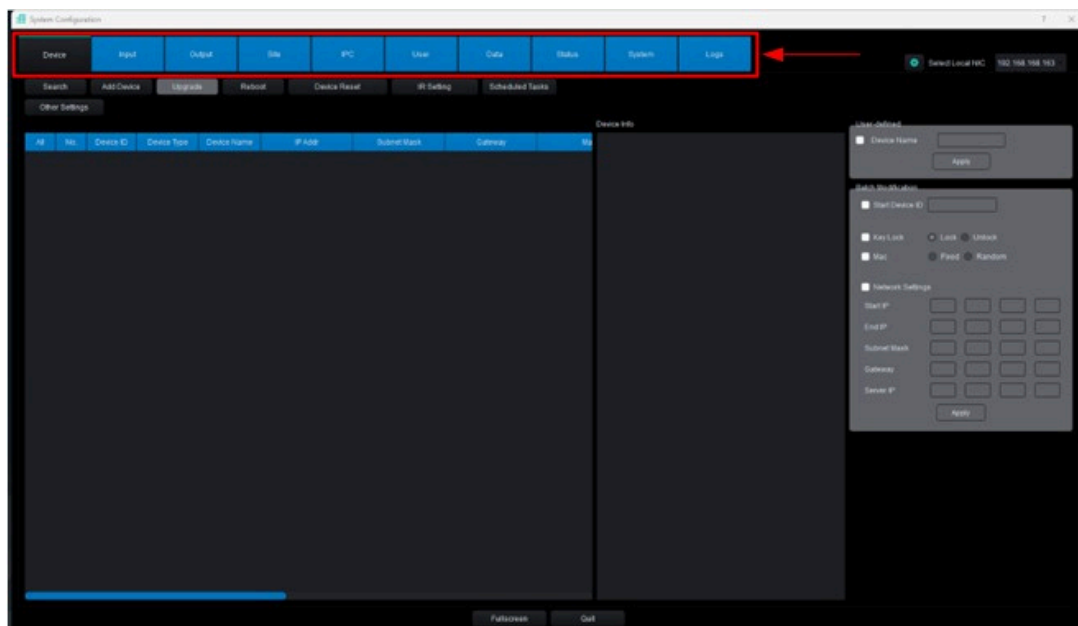 System Configuration
? X
Device Input Output Site IPC User Data Status System Logs
Select Local NIC 192.168.168.163
Search Add Device Upgrade Reboot Device Reset IR Setting Scheduled Tasks
Other Settings
Device Info
User-defined
All No. Device ID Device Type Device Name IP Addr Subnet Mask Gateway Ma
Device Name
Apply
Batch Modification
Start Device ID
Key Lock Lock Unlock
Mac Fixed Random
Network Settings
Start IP
End IP
Subnet Mask
Gateway
Server IP
Apply
Fullscreen Quit